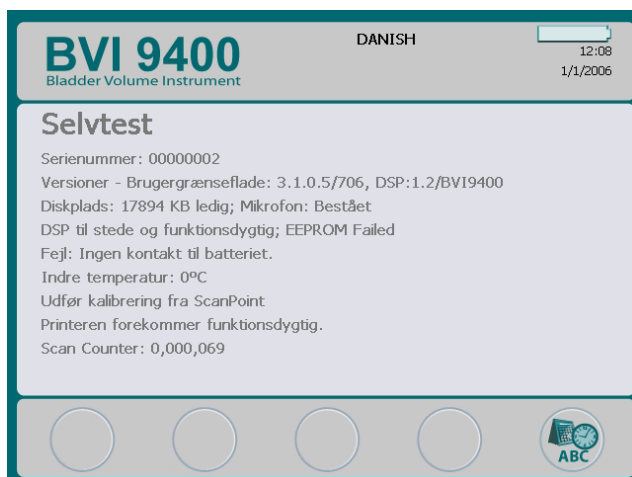 BVI 9400
Bladder Volume Instrument
DANISH
12:08
1/1/2006
Selvtest
Serienummer: 00000002
Versioner - Brugergrænseflade: 3.1.0.5/706, DSP:1.2/BVI9400
Diskplads: 17894 KB ledig; Mikrofon: Bestået
DSP til stede og funktionsdygtig; EEPROM Failed
Fejl: Ingen kontakt til batteriet.
Indre temperatur: 0ºC
Udfør kalibrering fra ScanPoint
Printeren forekommer funktionsdygtig.
Scan Counter: 0,000,069
ABC